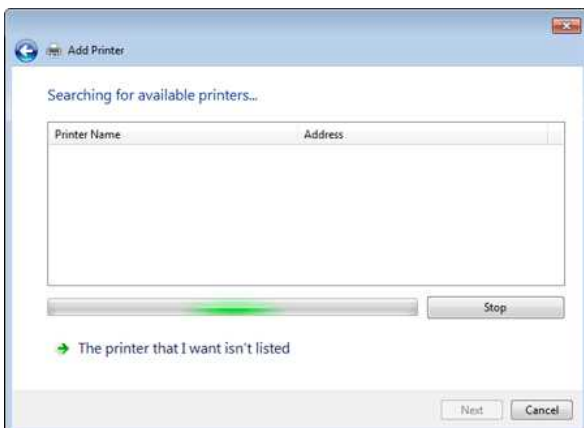 Add Printer
Searching for available printers...
Printer Name Address
Stop
The printer that I want isn't listed
Next Cancel